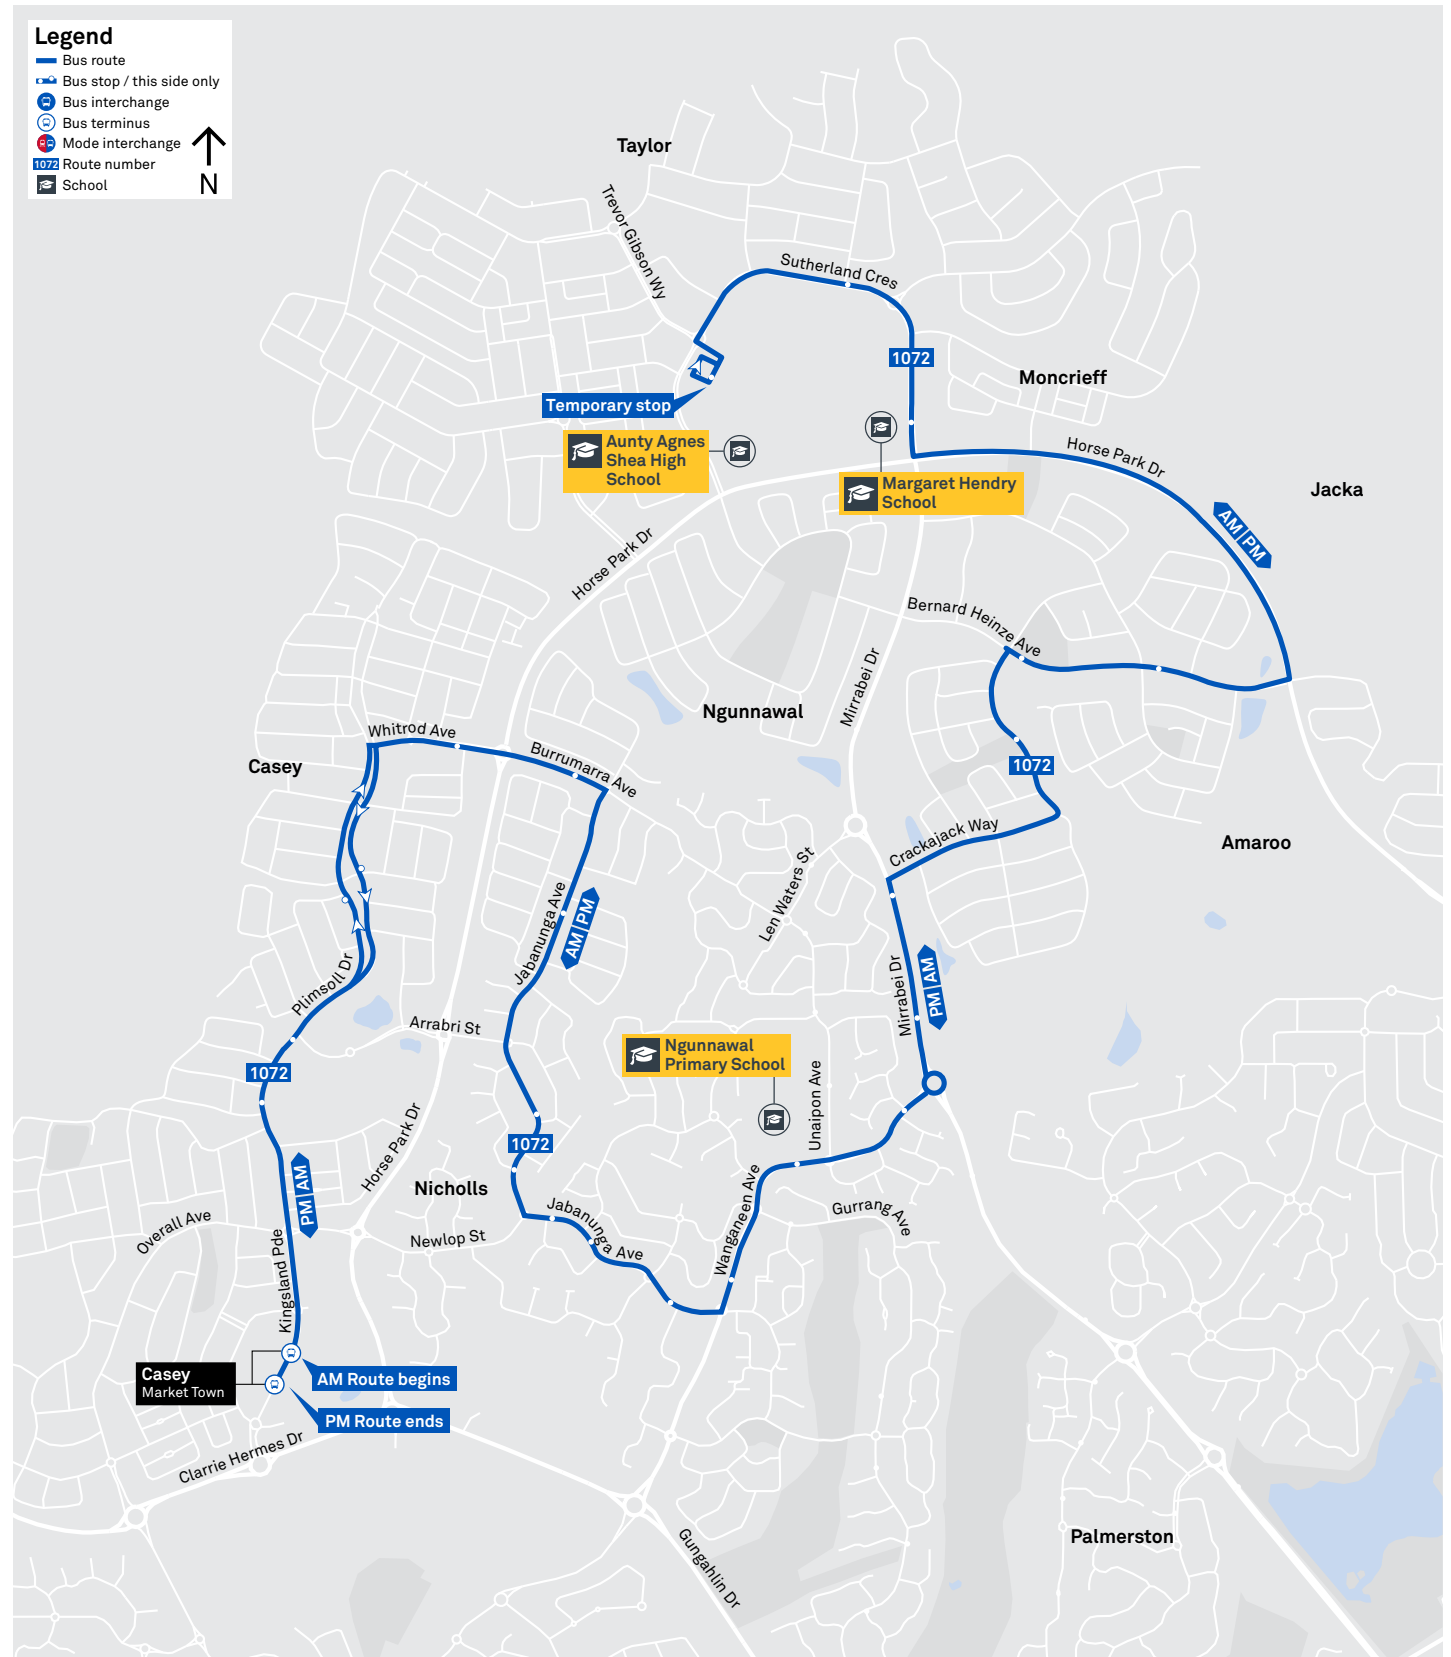 Legend
Bus route
Bus stop / this side only
Bus interchange
Bus terminus
Mode interchange
1072 Route number
School
N
Taylor
Trevor Gibson Wy
Sutherland Cres
1072
Moncrieff
Temporary stop
Aunty Agnes
Shea High
School
Horse Park Dr
Margaret Hendry
School
Jacka
AM | PM
Horse Park Dr
Bernard Heinze Ave
Mirrabei Dr
Ngunnawal
Whitrod Ave
Burrumarra Ave
Casey
1072
Crackajack Way
Amaroo
Len Waters St
Jabanunga Ave
AM | PM
Plimsoll Dr
Mirrabei Dr
PM | AM
Arrabri St
Ngunnawal
Primary School
1072
Unaipon Ave
Horse Park Dr
1072
PM | AM
Nicholls
Wanganeen Ave
Jabanunga Ave
Gurrang Ave
Overall Ave
Newlop St
Kingsland Pde
Casey
Market Town
AM Route begins
PM Route ends
Clarrie Hermes Dr
Gungahlin Dr
Palmerston